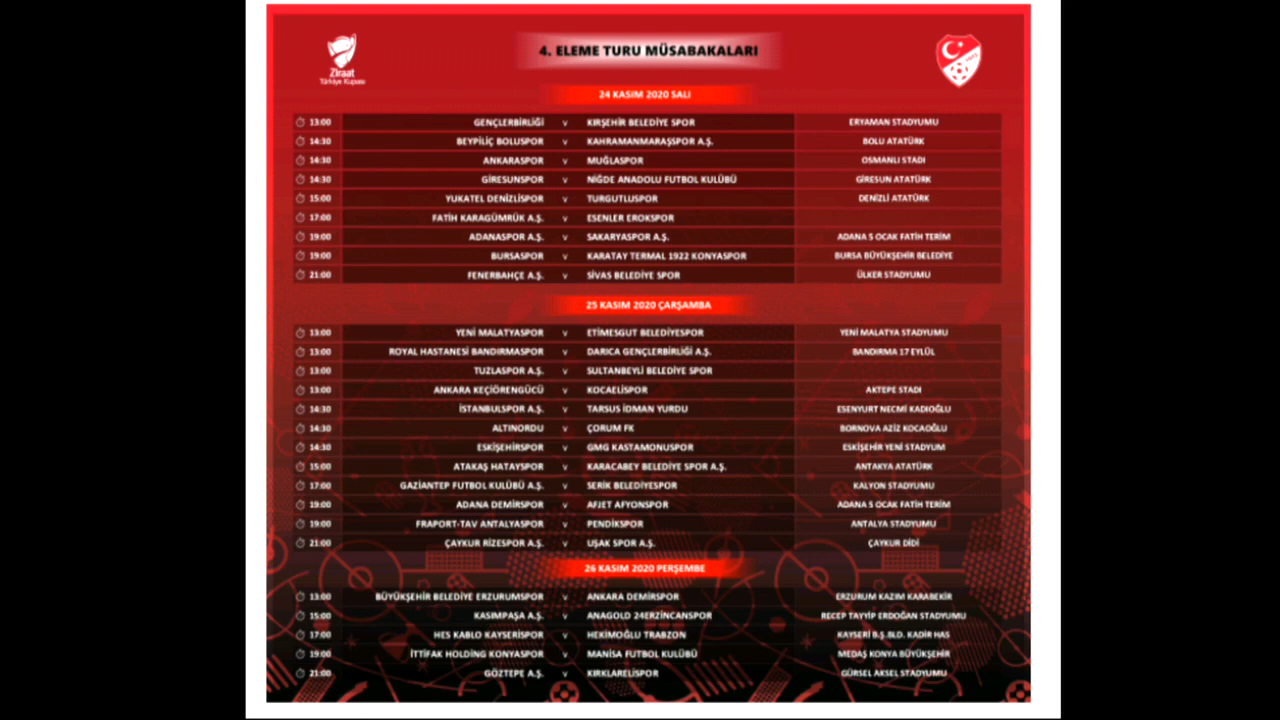 Ziraat
Türkiye Kupası
4. ELEME TURU MÜSABAKALARI
24 KASIM 2020 SALI
13:00 GENÇLERBİRLİĞİ v KIRŞEHİR BELEDİYE SPOR ERYAMAN STADYUMU
14:30 BEYPİLİÇ BOLUSPOR v KAHRAMANMARAŞSPOR A.Ş. BOLU ATATÜRK
14:30 ANKARASPOR v MUĞLASPOR OSMANLI STADI
14:30 GİRESUNSPOR v NİĞDE ANADOLU FUTBOL KULÜBÜ GİRESUN ATATÜRK
15:00 YUKATEL DENİZLİSPOR v TURGUTLUSPOR DENİZLİ ATATÜRK
17:00 FATİH KARAGÜMRÜK A.Ş. v ESENLER EROKSPOR
19:00 ADANASPOR A.Ş. v SAKARYASPOR A.Ş. ADANA 5 OCAK FATİH TERİM
19:00 BURSASPOR v KARATAY TERMAL 1922 KONYASPOR BURSA BÜYÜKŞEHİR BELEDİYE
21:00 FENERBAHÇE A.Ş. v SİVAS BELEDİYE SPOR ÜLKER STADYUMU
25 KASIM 2020 ÇARŞAMBA
13:00 YENİ MALATYASPOR v ETİMESGUT BELEDİYESPOR YENİ MALATYA STADYUMU
13:00 ROYAL HASTANESİ BANDIRMASPOR v DARICA GENÇLERBİRLİĞİ A.Ş. BANDIRMA 17 EYLÜL
13:00 TUZLASPOR A.Ş. v SULTANBEYLİ BELEDİYE SPOR
13:00 ANKARA KEÇİÖRENGÜCÜ v KOCAELİSPOR AKTEPE STADI
14:30 İSTANBULSPOR A.Ş. v TARSUS İDMAN YURDU ESENYURT NECMİ KADIOĞLU
14:30 ALTINORDU v ÇORUM FK BORNOVA AZİZ KOCAOĞLU
14:30 ESKİŞEHİRSPOR v GMG KASTAMONUSPOR ESKİŞEHİR YENİ STADYUM
15:00 ATAKAŞ HATAYSPOR v KARACABEY BELEDİYE SPOR A.Ş. ANTAKYA ATATÜRK
17:00 GAZİANTEP FUTBOL KULÜBÜ A.Ş. v SERİK BELEDİYESPOR KALYON STADYUMU
19:00 ADANA DEMİRSPOR v AFJET AFYONSPOR ADANA 5 OCAK FATİH TERİM
19:00 FRAPORT-TAV ANTALYASPOR v PENDİKSPOR ANTALYA STADYUMU
21:00 ÇAYKUR RİZESPOR A.Ş. v UŞAK SPOR A.Ş. ÇAYKUR DİDİ
26 KASIM 2020 PERŞEMBE
13:00 BÜYÜKŞEHİR BELEDİYE ERZURUMSPOR v ANKARA DEMİRSPOR ERZURUM KAZIM KARABEKİR
15:00 KASIMPAŞA A.Ş. v ANAGOLD 24ERZİNCANSPOR RECEP TAYYİP ERDOĞAN STADYUMU
17:00 HES KABLO KAYSERİSPOR v HEKİMOĞLU TRABZON KAYSERİ B.Ş.BLD. KADİR HAS
19:00 İTTİFAK HOLDİNG KONYASPOR v MANİSA FUTBOL KULÜBÜ MEDAŞ KONYA BÜYÜKŞEHİR
21:00 GÖZTEPE A.Ş. v KIRKLARELİSPOR GÜRSEL AKSEL STADYUMU